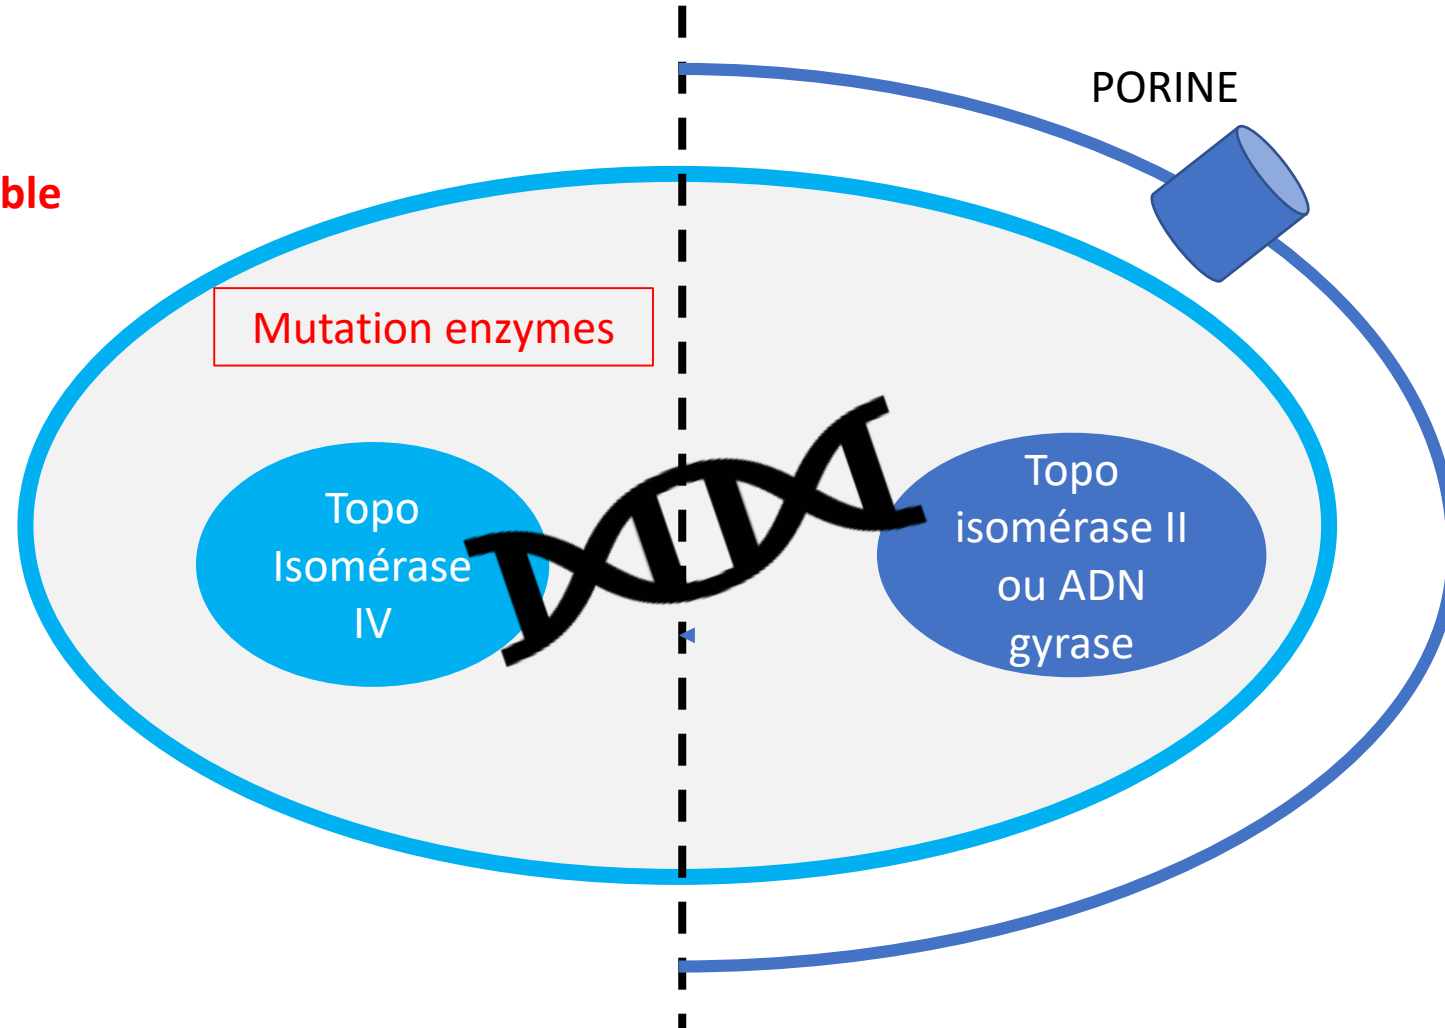 PORINE
ble
Mutation enzymes
Topo
Isomérase
IV
Topo
isomérase II
ou ADN
gyrase